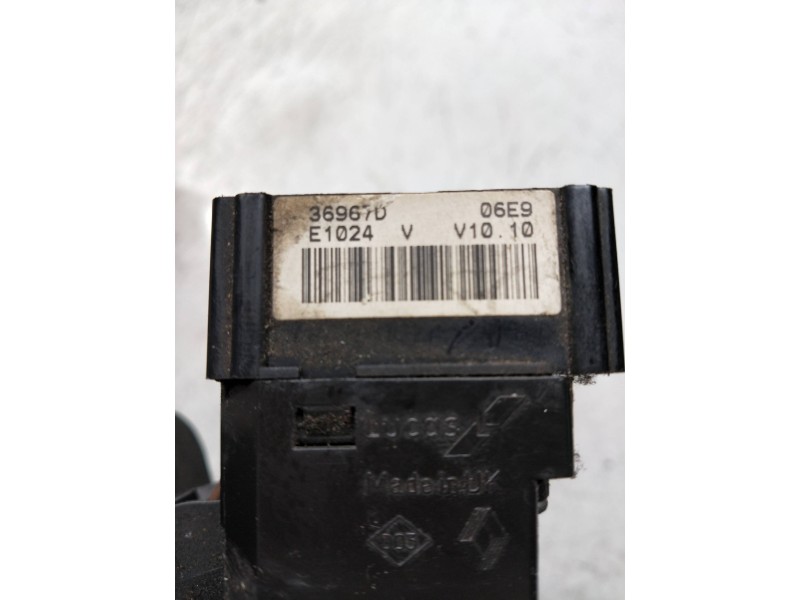 36967D 06E9
E1024 V V10.10
LUCAS
Made in UK